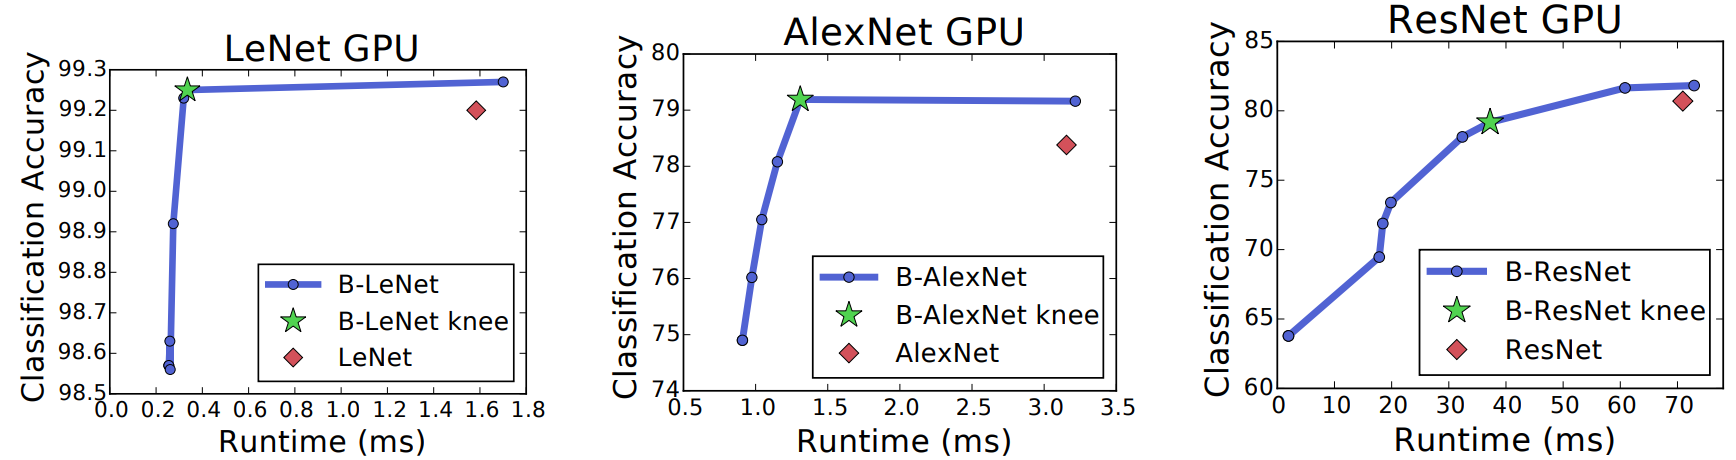 LeNet GPU
Classification Accuracy
99.3
99.2
99.1
99.0
98.9
98.8
98.7
98.6
98.5
0.0 0.2 0.4 0.6 0.8 1.0 1.2 1.4 1.6 1.8
Runtime (ms)
B-LeNet
B-LeNet knee
LeNet
AlexNet GPU
Classification Accuracy
80
79
78
77
76
75
74
0.5 1.0 1.5 2.0 2.5 3.0 3.5
Runtime (ms)
B-AlexNet
B-AlexNet knee
AlexNet
ResNet GPU
Classification Accuracy
85
80
75
70
65
60
0 10 20 30 40 50 60 70
Runtime (ms)
B-ResNet
B-ResNet knee
ResNet